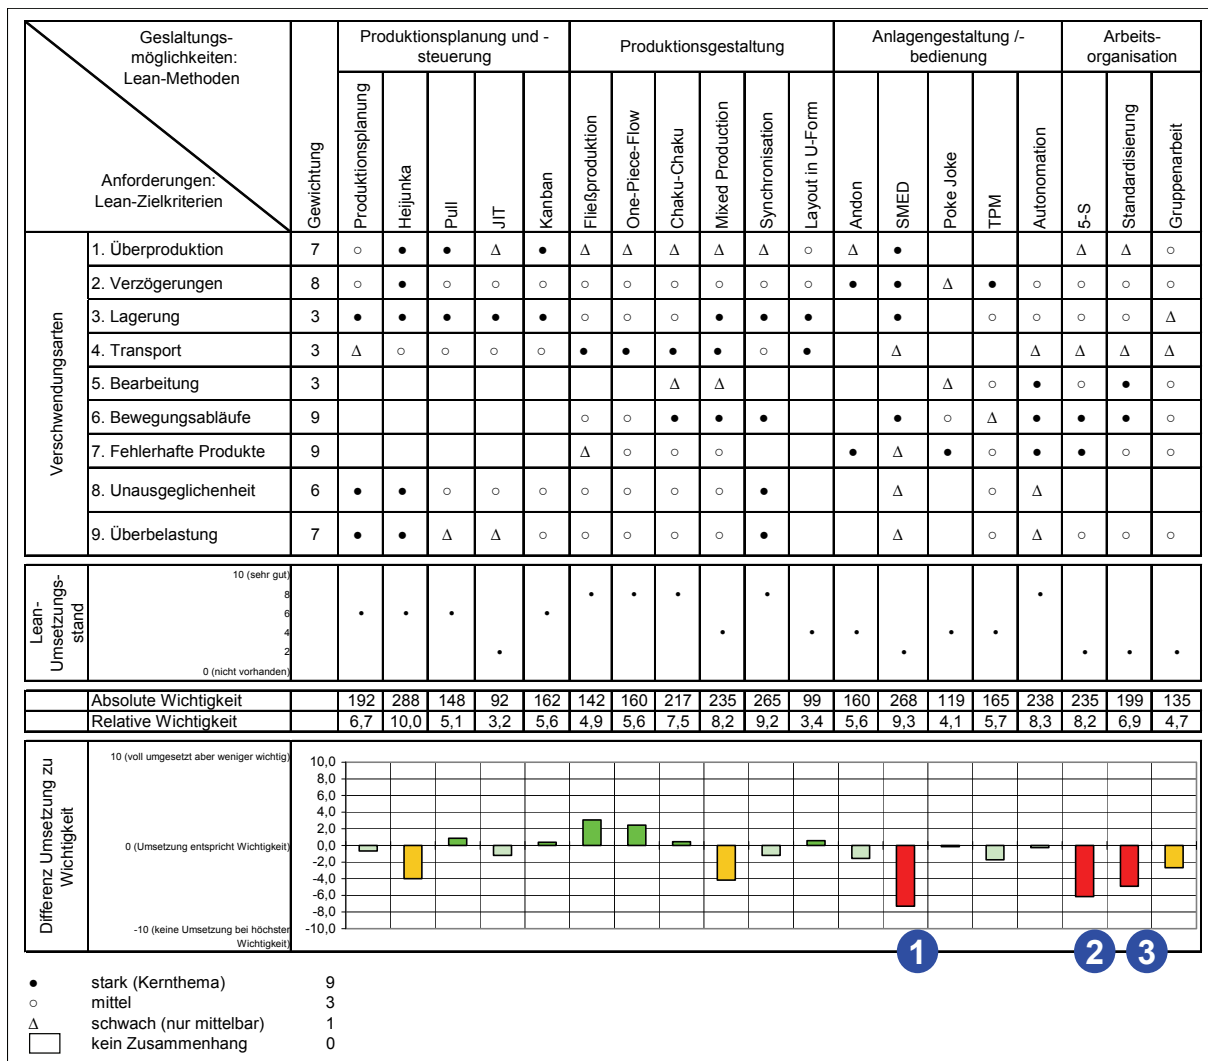 Geslaltungs-
möglichkeiten:
Lean-Methoden
Anforderungen:
Lean-Zielkriterien
Gewichtung
Produktionsplanung und -
steuerung
Produktionsgestaltung
Anlagengestaltung /-
bedienung
Arbeits-
organisation
Produktionsplanung
Heijunka
Pull
JIT
Kanban
Fließproduktion
One-Piece-Flow
Chaku-Chaku
Mixed Production
Synchronisation
Layout in U-Form
Andon
SMED
Poke Joke
TPM
Autonomation
5-S
Standardisierung
Gruppenarbeit
Verschwendungsarten
1. Überproduktion 7 ○ ● ● Δ ● Δ Δ Δ Δ Δ ○ Δ ● Δ Δ ○
2. Verzögerungen 8 ○ ● ○ ○ ○ ○ ○ ○ ○ ○ ○ ● ● Δ ● ○ ○ ○ ○
3. Lagerung 3 ● ● ● ● ● ○ ○ ○ ● ● ● ● ○ ○ ○ ○ Δ
4. Transport 3 Δ ○ ○ ○ ○ ● ● ● ● ○ ● Δ Δ Δ Δ Δ
5. Bearbeitung 3 Δ Δ Δ ○ ● ○ ● ○
6. Bewegungsabläufe 9 ○ ○ ● ● ● ● ○ Δ ● ● ● ○
7. Fehlerhafte Produkte 9 Δ ○ ○ ○ ● Δ ● ○ ● ● ○ ○
8. Unausgeglichenheit 6 ● ● ○ ○ ○ ○ ○ ○ ○ ● Δ ○ Δ
9. Überbelastung 7 ● ● Δ Δ ○ ○ ○ ○ ○ ● Δ ○ Δ ○ ○ ○
Lean-
Umsetzungs-
stand
10 (sehr gut)
8
6
4
2
0 (nicht vorhanden)
Absolute Wichtigkeit 192 288 148 92 162 142 160 217 235 265 99 160 268 119 165 238 235 199 135
Relative Wichtigkeit 6,7 10,0 5,1 3,2 5,6 4,9 5,6 7,5 8,2 9,2 3,4 5,6 9,3 4,1 5,7 8,3 8,2 6,9 4,7
Differenz Umsetzung zu
Wichtigkeit
10 (voll umgesetzt aber weniger wichtig)
0 (Umsetzung entspricht Wichtigkeit)
-10 (keine Umsetzung bei höchster
Wichtigkeit)
10,0
8,0
6,0
4,0
2,0
0,0
-2,0
-4,0
-6,0
-8,0
-10,0
1 2 3
● stark (Kernthema) 9
○ mittel 3
Δ schwach (nur mittelbar) 1
kein Zusammenhang 0